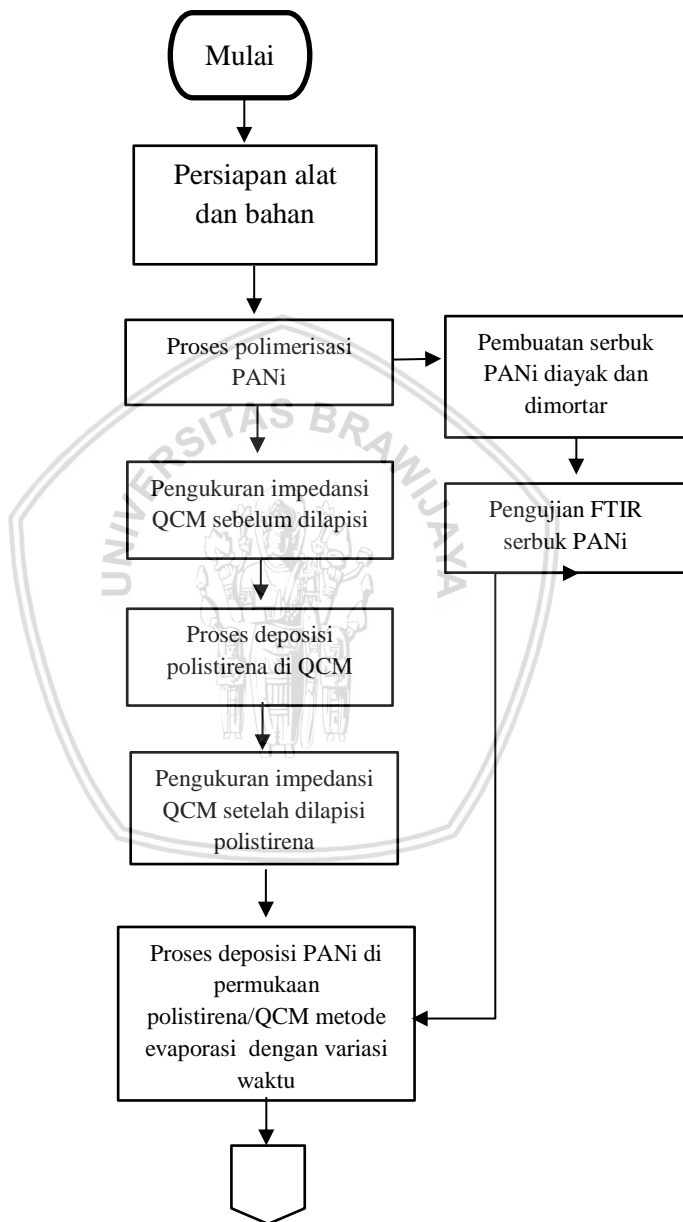 Mulai
Persiapan alat
dan bahan
Proses polimerisasi
PANi
Pembuatan serbuk
PANi diayak dan
dimortar
Pengukuran impedansi
QCM sebelum dilapisi
Pengujian FTIR
serbuk PANi
Proses deposisi
polistirena di QCM
Pengukuran impedansi
QCM setelah dilapisi
polistirena
Proses deposisi PANi di
permukaan
polistirena/QCM metode
evaporasi dengan variasi
waktu
UNIVERSITAS BRAWIJAYA